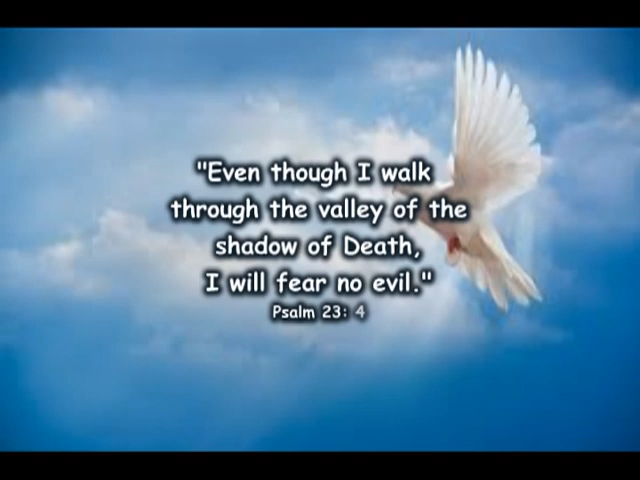 "Even though I walk
through the valley of the
shadow of Death,
I will fear no evil."
Psalm 23: 4